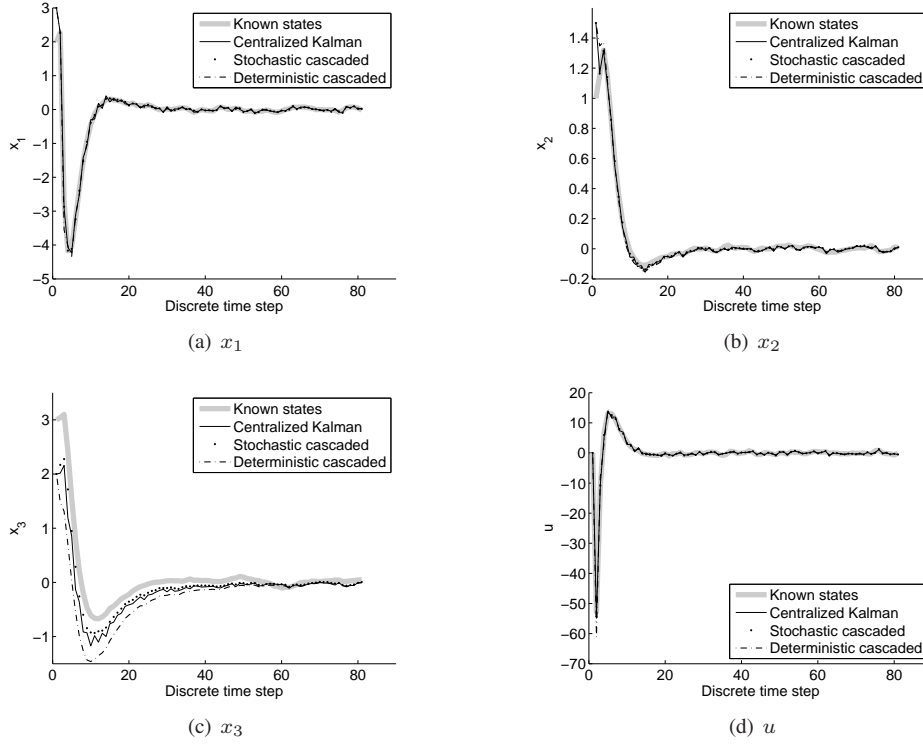 3
2
1
0
−1
−2
−3
−4
−5
x1
0 20 40 60 80
Discrete time step
Known states
Centralized Kalman
Stochastic cascaded
Deterministic cascaded
(a) x1
1.4
1.2
1
0.8
0.6
0.4
0.2
0
−0.2
x2
0 20 40 60 80
Discrete time step
Known states
Centralized Kalman
Stochastic cascaded
Deterministic cascaded
(b) x2
3
2
1
0
−1
x3
0 20 40 60 80
Discrete time step
Known states
Centralized Kalman
Stochastic cascaded
Deterministic cascaded
(c) x3
20
10
0
−10
−20
−30
−40
−50
−60
−70
u
0 20 40 60 80
Discrete time step
Known states
Centralized Kalman
Stochastic cascaded
Deterministic cascaded
(d) u